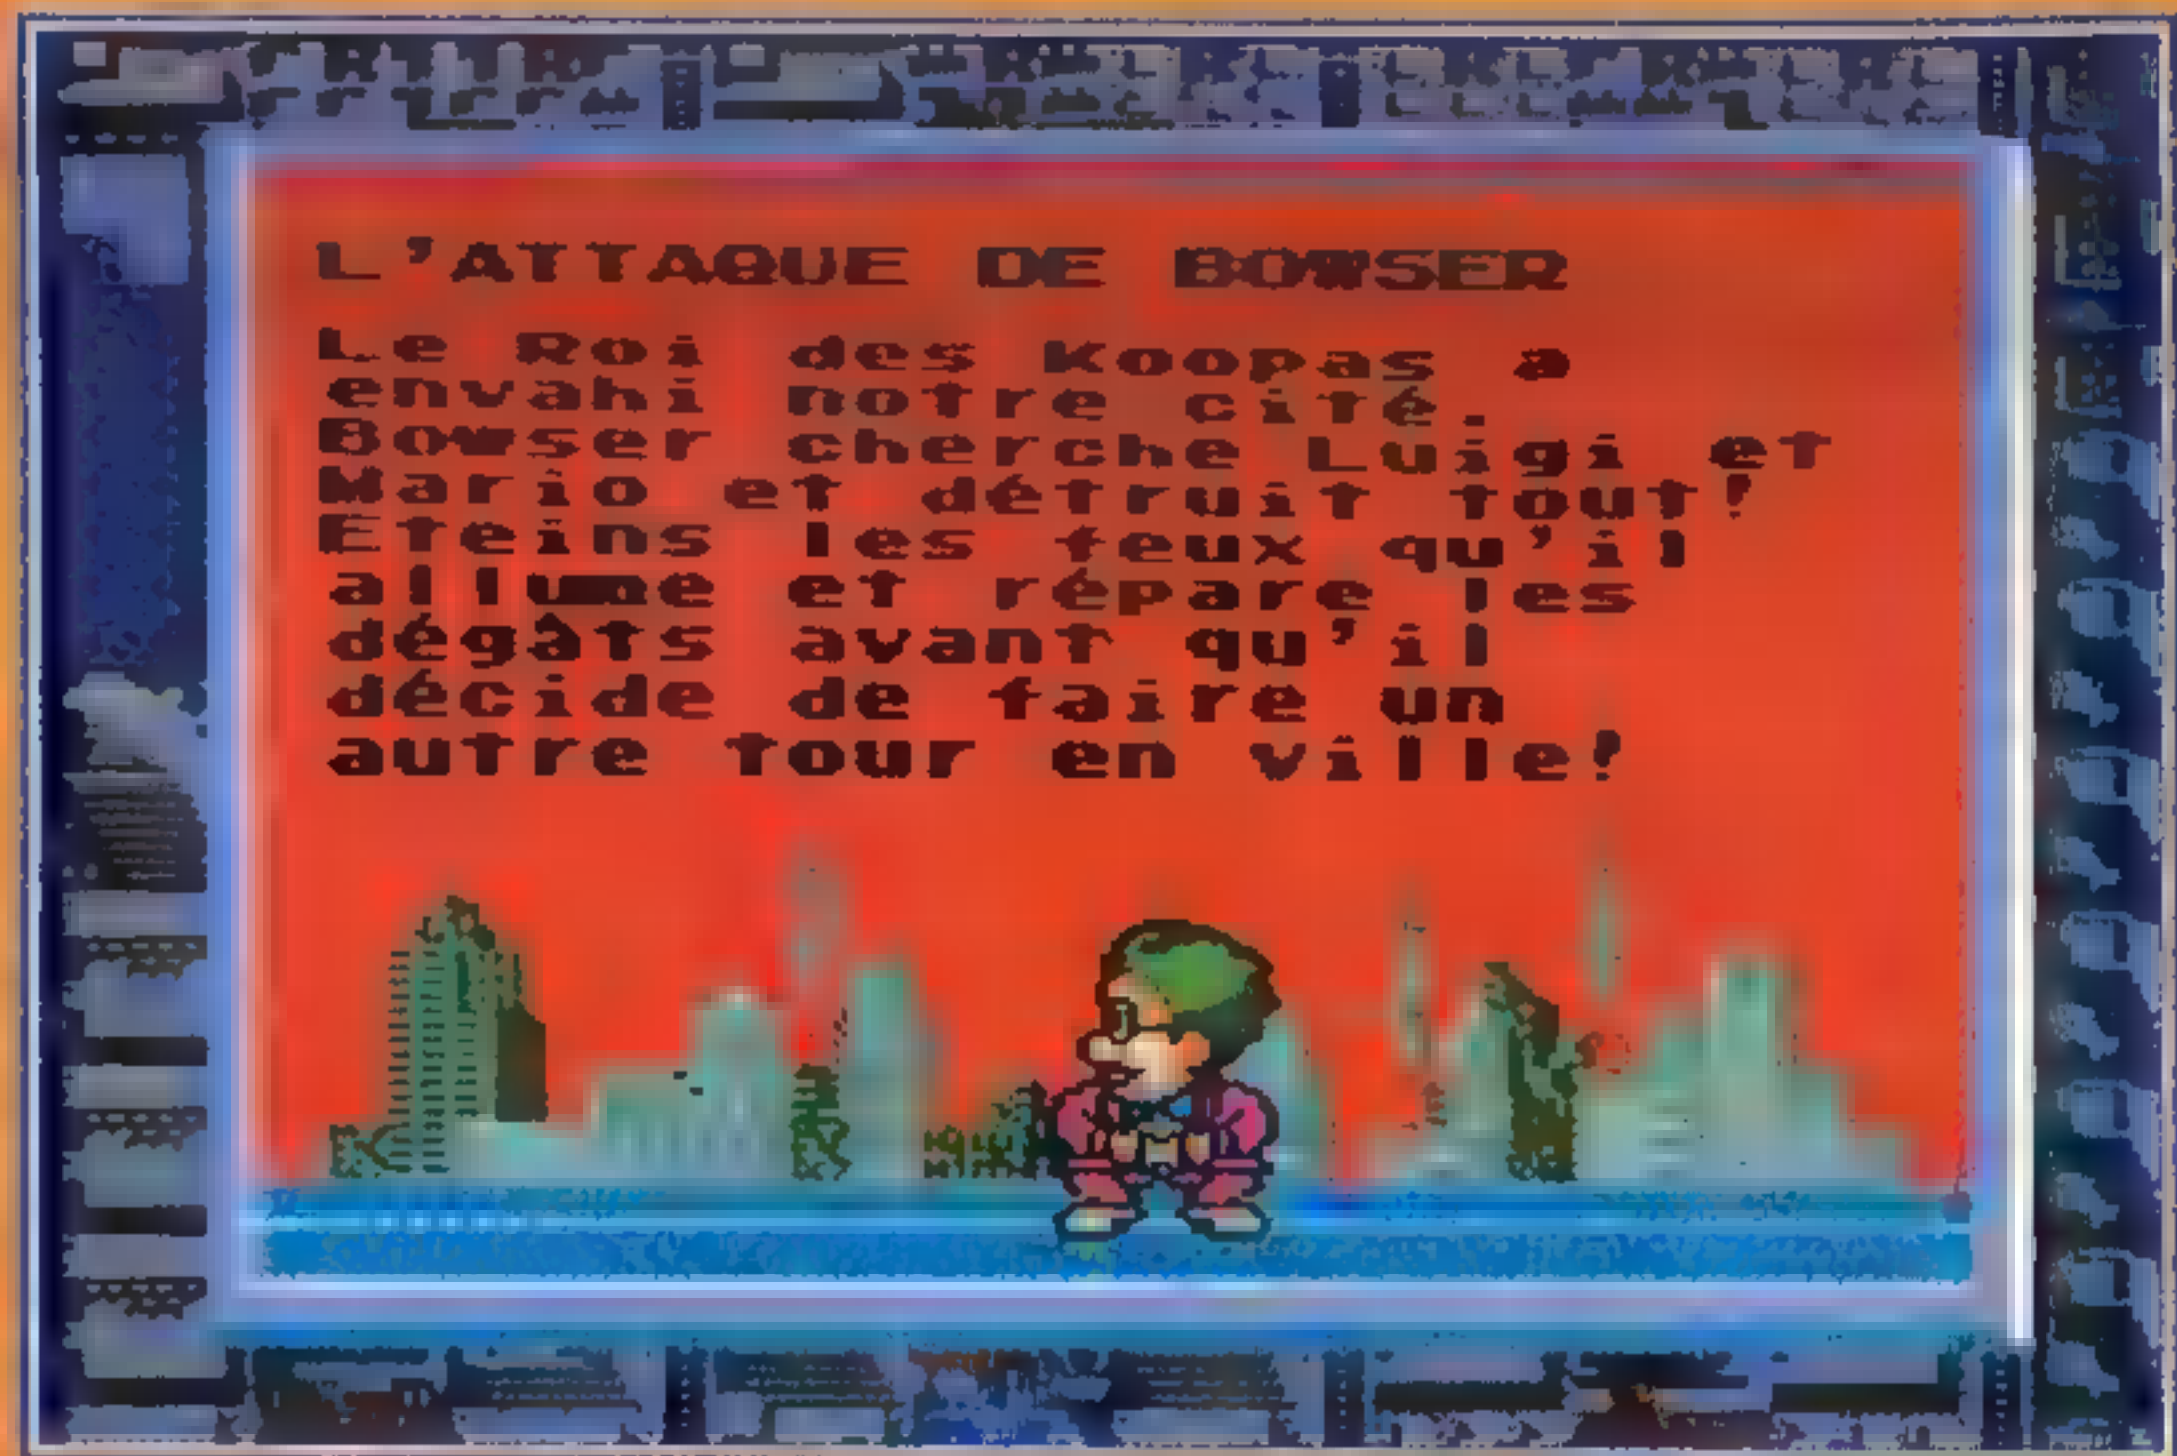 L'ATTAQUE DE BOWSER
Le Roi des Koopas a
envahi notre cité.
Bowser cherche Luigi et
Mario et détruit tout!
Eteins les feux qu'il
allume et répare les
dégâts avant qu'il
décide de faire un
autre tour en ville!